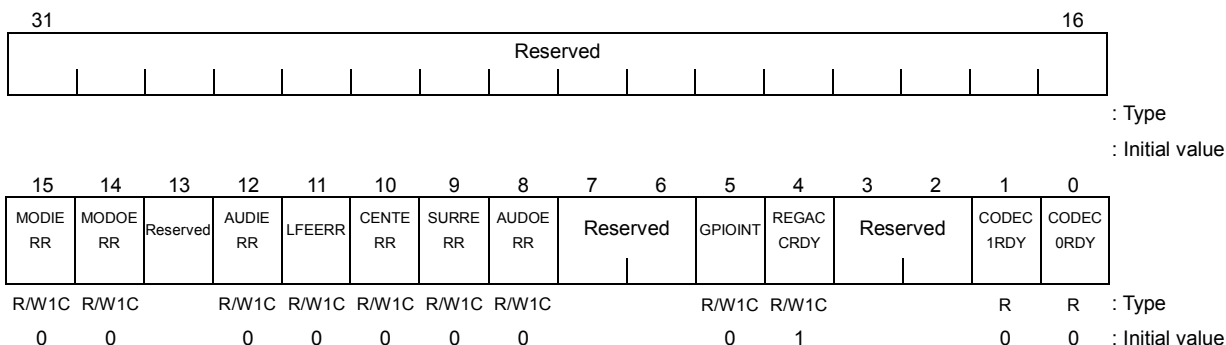 31 16
Reserved
: Type
: Initial value
15 14 13 12 11 10 9 8 7 6 5 4 3 2 1 0
MODIE MODOE Reserved AUDIE LFEERR CENTE SURRE AUDOE Reserved GPIOINT REGAC Reserved CODEC CODEC
RR RR RR RR RR RR CRDY 1RDY 0RDY
R/W1C R/W1C R/W1C R/W1C R/W1C R/W1C R/W1C R/W1C R/W1C R R : Type
0 0 0 0 0 0 0 0 1 0 0 : Initial value